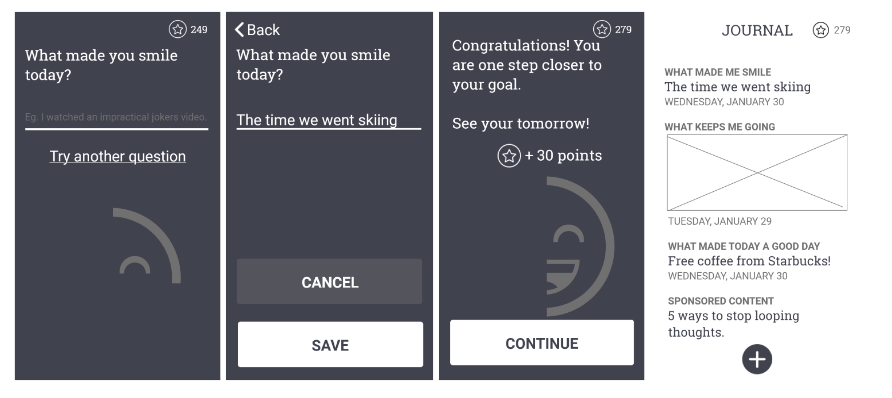 249
What made you smile
today?
Eg. I watched an impractical jokers video.
Try another question
Back
What made you smile
today?
The time we went skiing
CANCEL
SAVE
279
Congratulations! You
are one step closer to
your goal.
See your tomorrow!
+ 30 points
CONTINUE
JOURNAL 279
WHAT MADE ME SMILE
The time we went skiing
WEDNESDAY, JANUARY 30
WHAT KEEPS ME GOING
TUESDAY, JANUARY 29
WHAT MADE TODAY A GOOD DAY
Free coffee from Starbucks!
WEDNESDAY, JANUARY 30
SPONSORED CONTENT
5 ways to stop looping
thoughts.